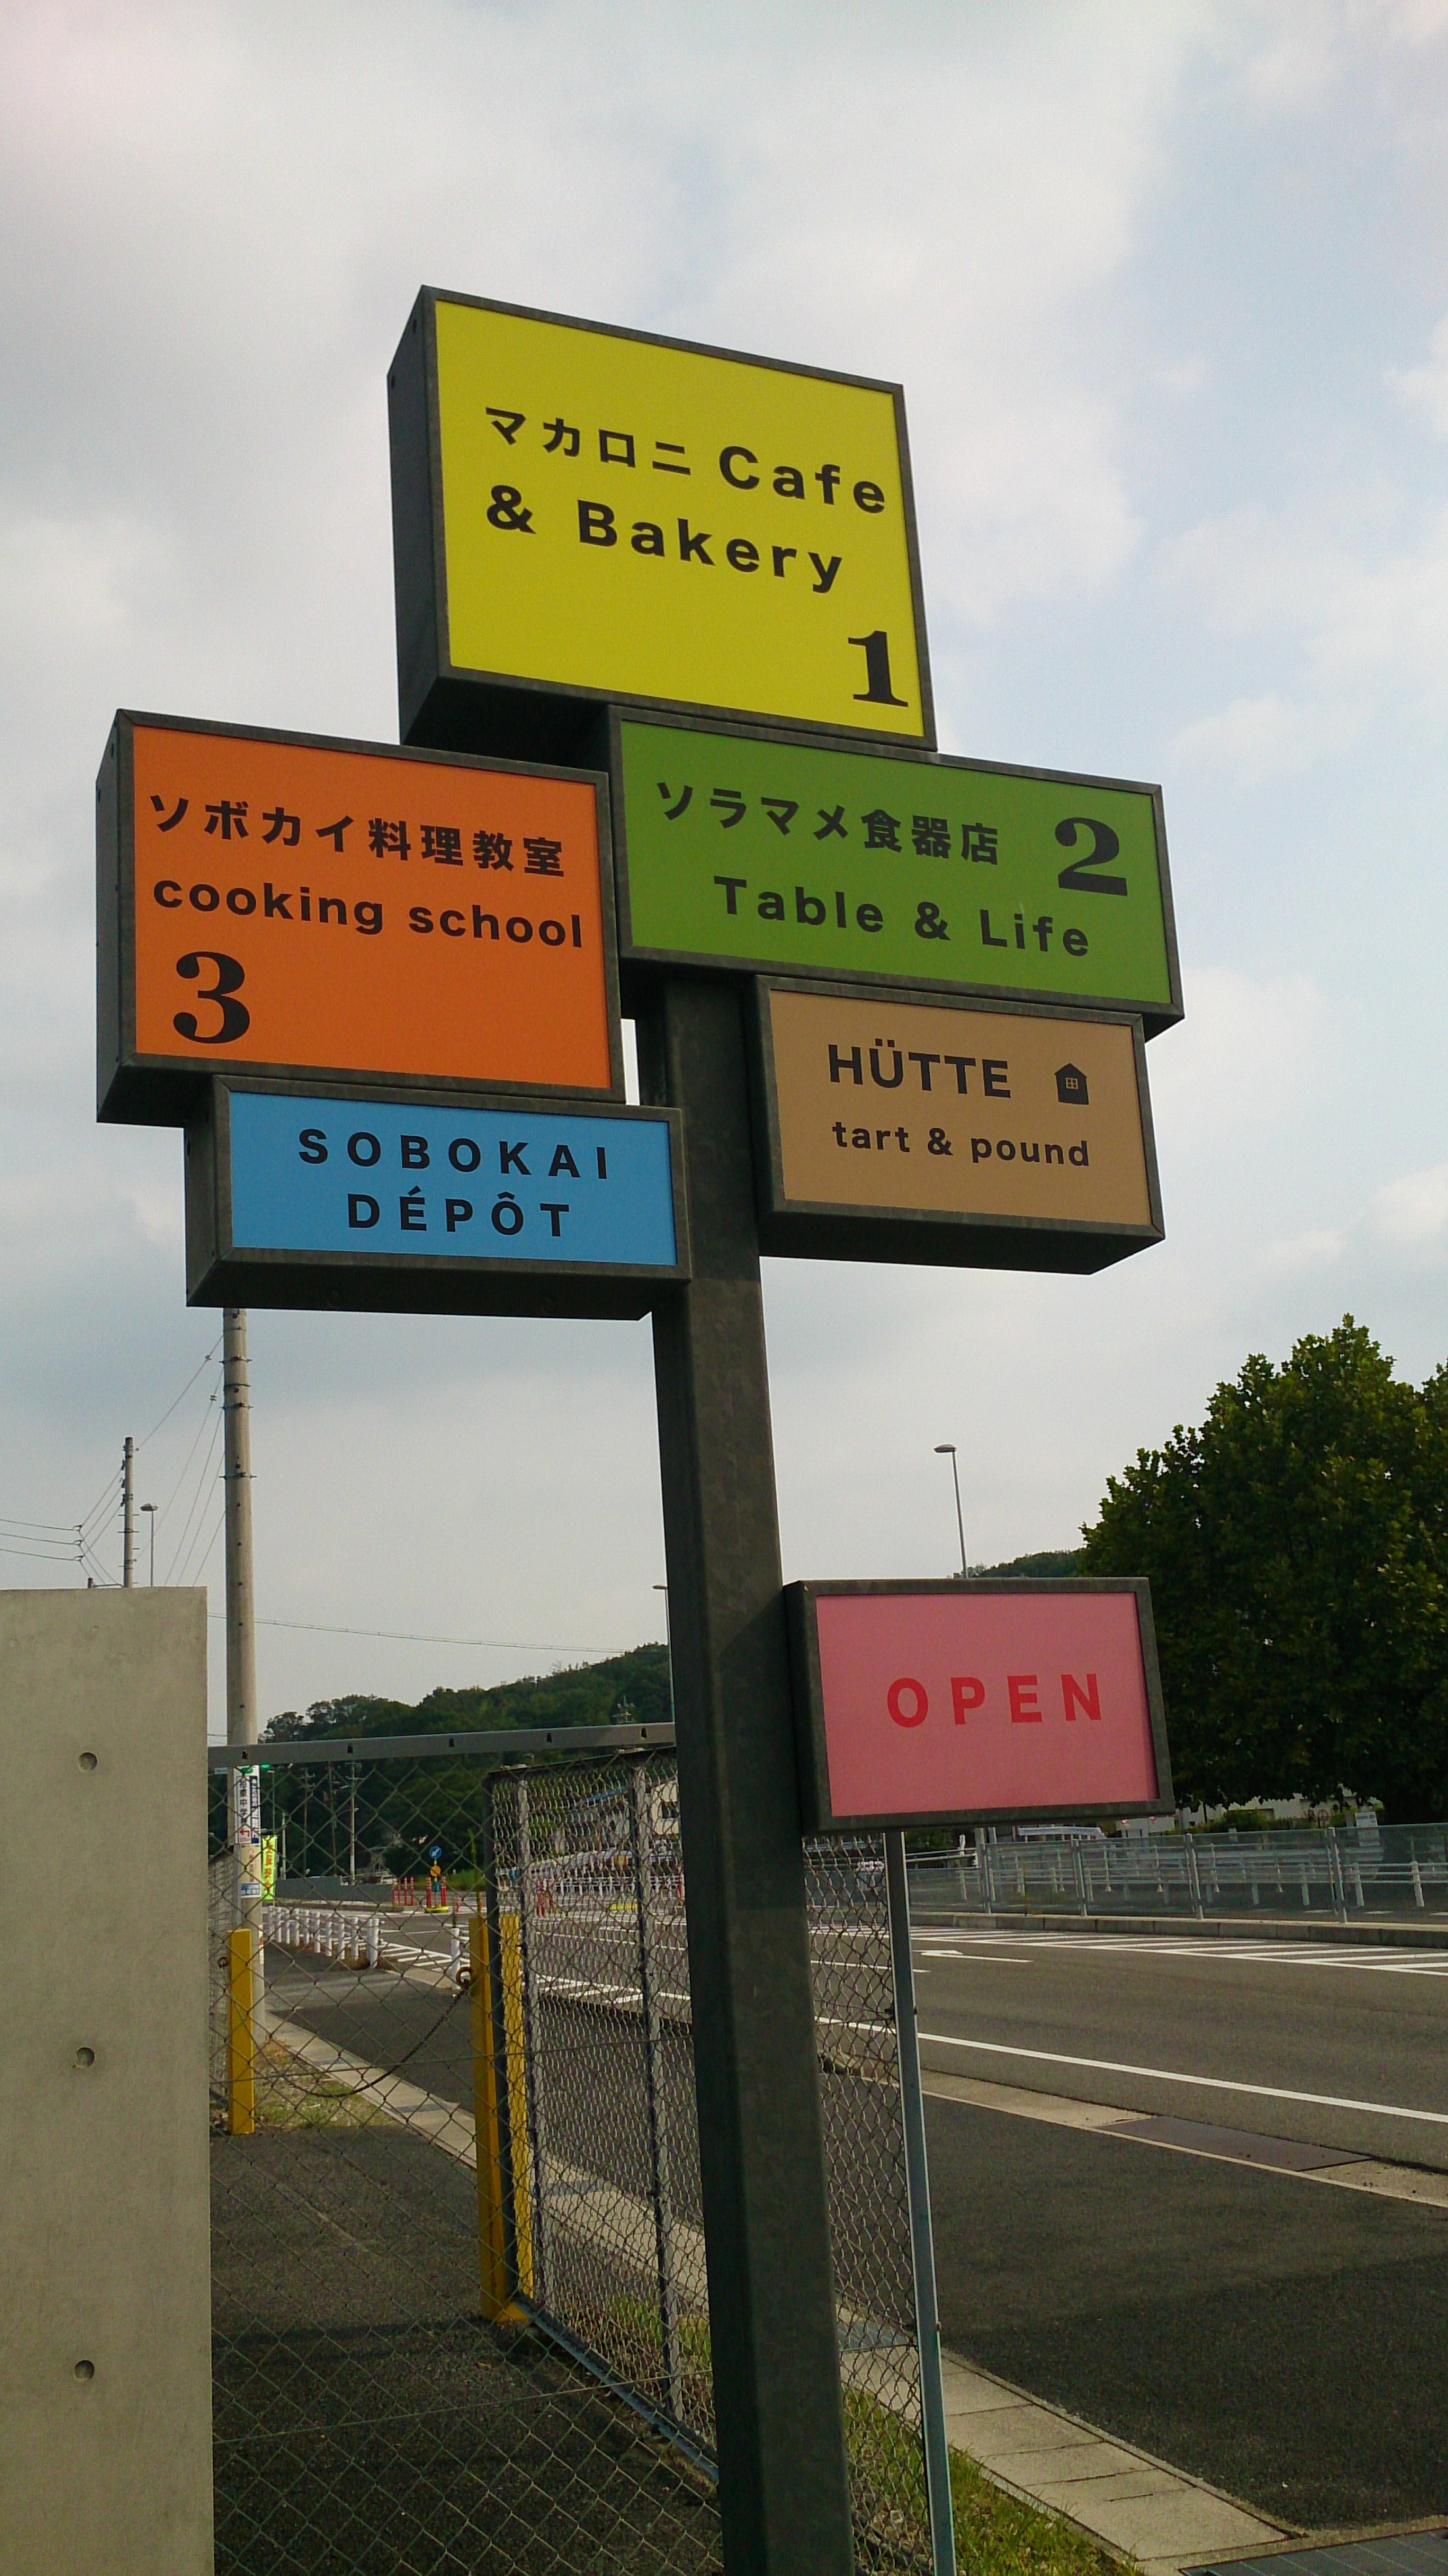 マカロニ Cafe
& Bakery
1
ソラマメ食器店 2
Table & Life
ソボカイ料理教室
cooking school
3
HÜTTE
tart & pound
SOBOKAI
DÉPÔT
OPEN